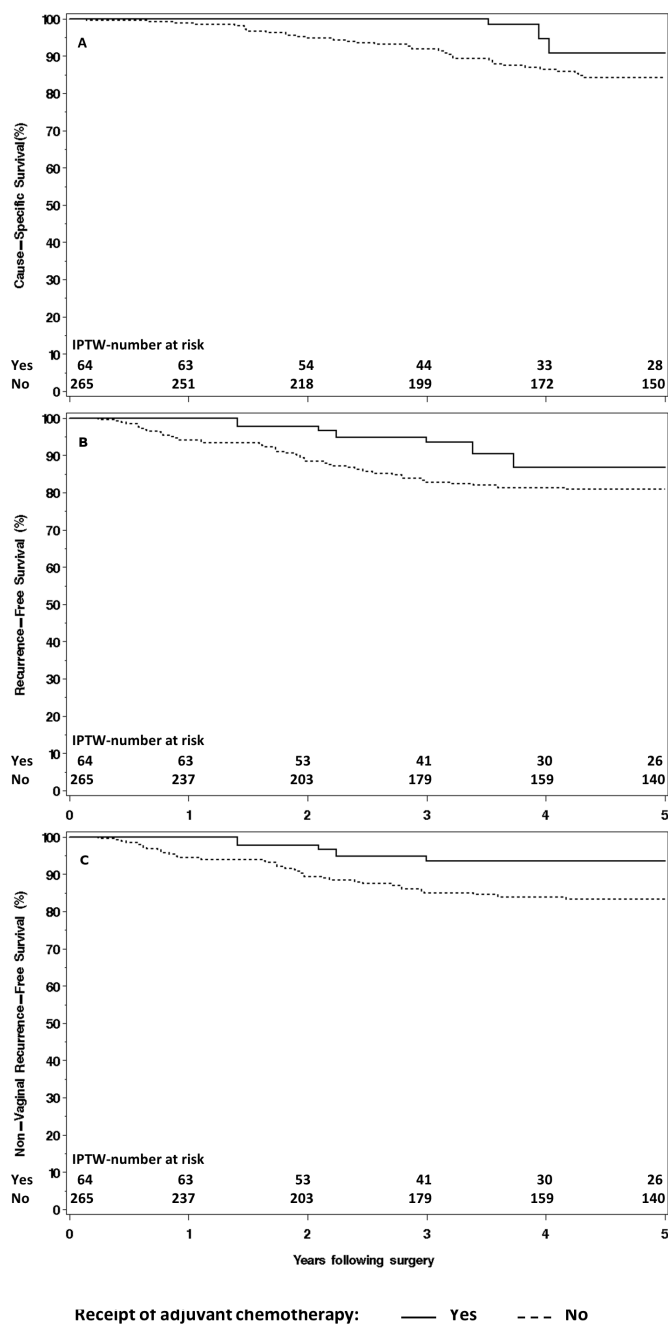 100
90
80
70
60
50
40
30
20
10
0
A
Cause-Specific Survival(%)
IPTW-number at risk
Yes 64 63 54 44 33 28
No 265 251 218 199 172 150
0 1 2 3 4 5
100
90
80
70
60
50
40
30
20
10
0
B
Recurrence-Free Survival (%)
IPTW-number at risk
Yes 64 63 53 41 30 26
No 265 237 203 179 159 140
0 1 2 3 4 5
100
90
80
70
60
50
40
30
20
10
0
C
Non-Vaginal Recurrence-Free Survival (%)
IPTW-number at risk
Yes 64 63 53 41 30 26
No 265 237 203 179 159 140
0 1 2 3 4 5
Years following surgery
Receipt of adjuvant chemotherapy: Yes No